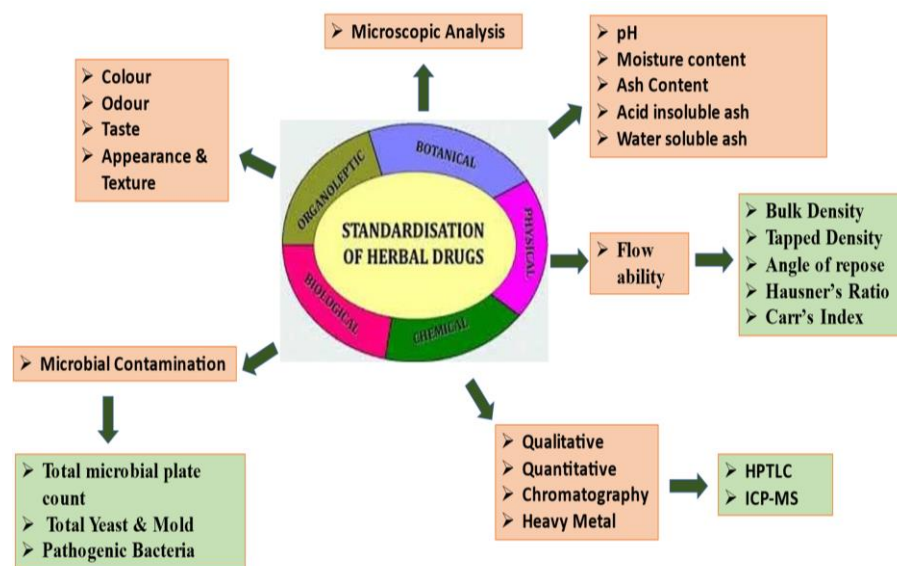 ➢ Microscopic Analysis
➢ pH
➢ Moisture content
➢ Ash Content
➢ Acid insoluble ash
➢ Water soluble ash
➢ Colour
➢ Odour
➢ Taste
➢ Appearance &
Texture
ORGANOLEPTIC
BOTANICAL
PHYSICAL
CHEMICAL
BIOLOGICAL
STANDARDISATION
OF HERBAL DRUGS
➢ Flow
ability
➢ Bulk Density
➢ Tapped Density
➢ Angle of repose
➢ Hausner’s Ratio
➢ Carr’s Index
➢ Microbial Contamination
➢ Total microbial plate
count
➢ Total Yeast & Mold
➢ Pathogenic Bacteria
➢ Qualitative
➢ Quantitative
➢ Chromatography
➢ Heavy Metal
➢ HPTLC
➢ ICP-MS